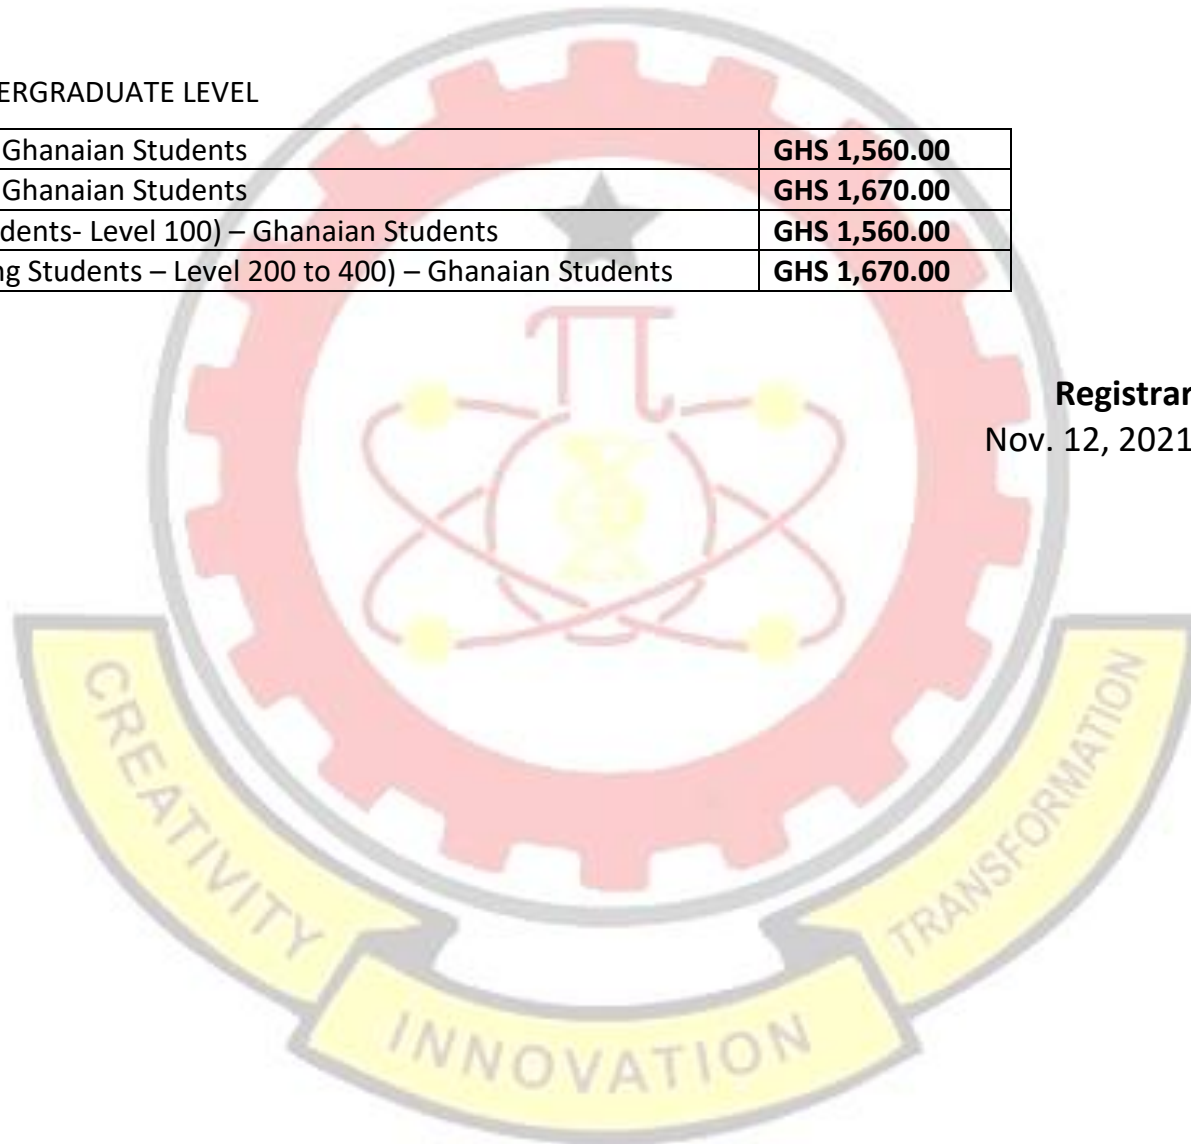 ERGRADUATE LEVEL
Ghanaian Students GHS 1,560.00
Ghanaian Students GHS 1,670.00
dents- Level 100) – Ghanaian Students GHS 1,560.00
ng Students – Level 200 to 400) – Ghanaian Students GHS 1,670.00
Registrar
Nov. 12, 2021
CREATIVITY
INNOVATION
TRANSFORMATION